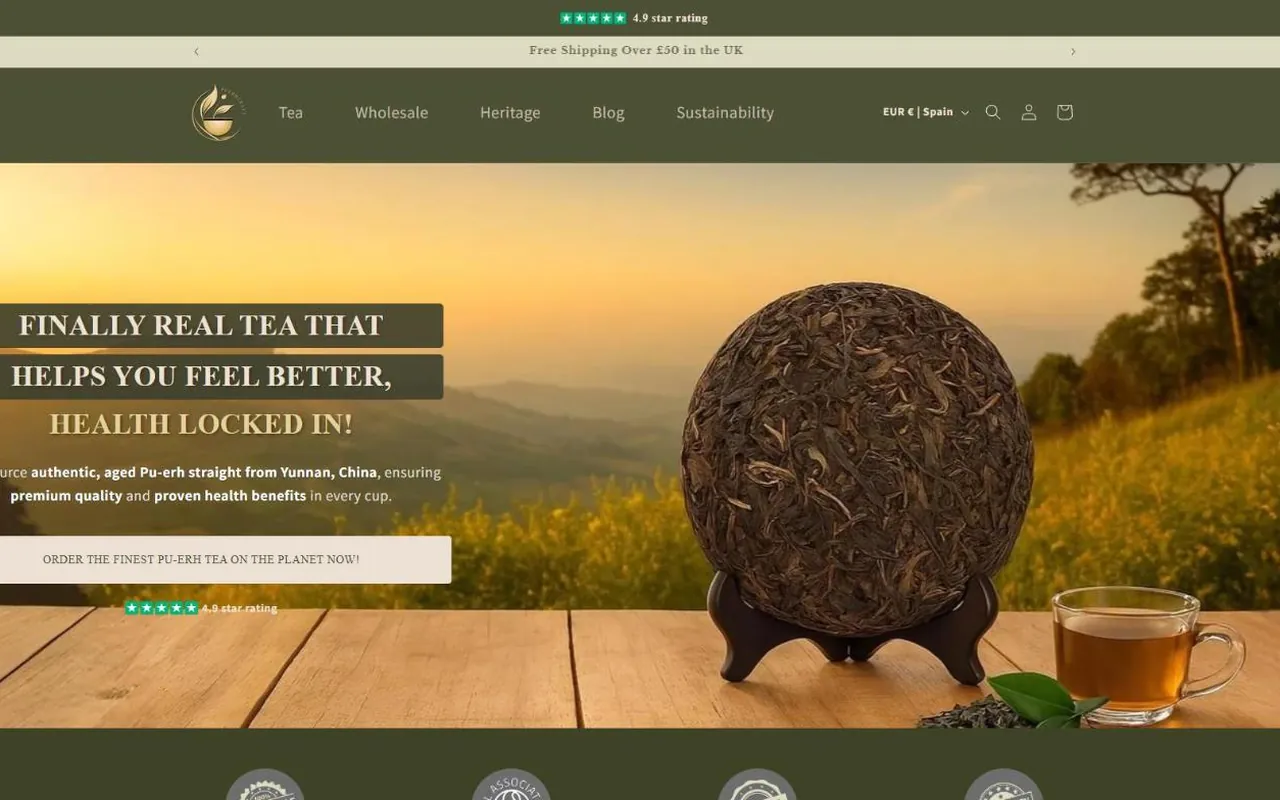 4.9 star rating
Free Shipping Over £50 in the UK
Tea
Wholesale
Heritage
Blog
Sustainability
EUR € | Spain
FINALLY REAL TEA THAT
HELPS YOU FEEL BETTER,
HEALTH LOCKED IN!
urce authentic, aged Pu-erh straight from Yunnan, China, ensuring
premium quality and proven health benefits in every cup.
ORDER THE FINEST PU-ERH TEA ON THE PLANET NOW!
4.9 star rating
100%
L ASSOCIAT